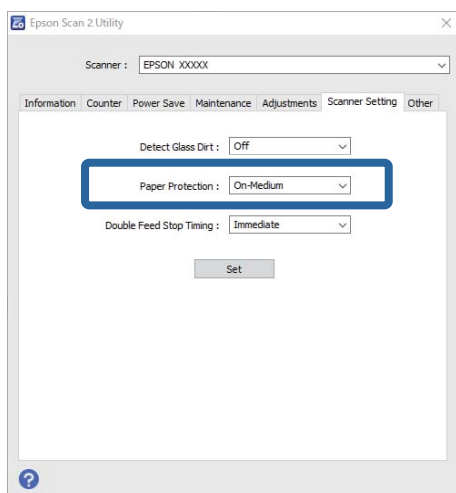 Epson Scan 2 Utility
Scanner : EPSON XXXXX
Information Counter Power Save Maintenance Adjustments Scanner Setting Other
Detect Glass Dirt : Off
Paper Protection : On-Medium
Double Feed Stop Timing : Immediate
Set
?